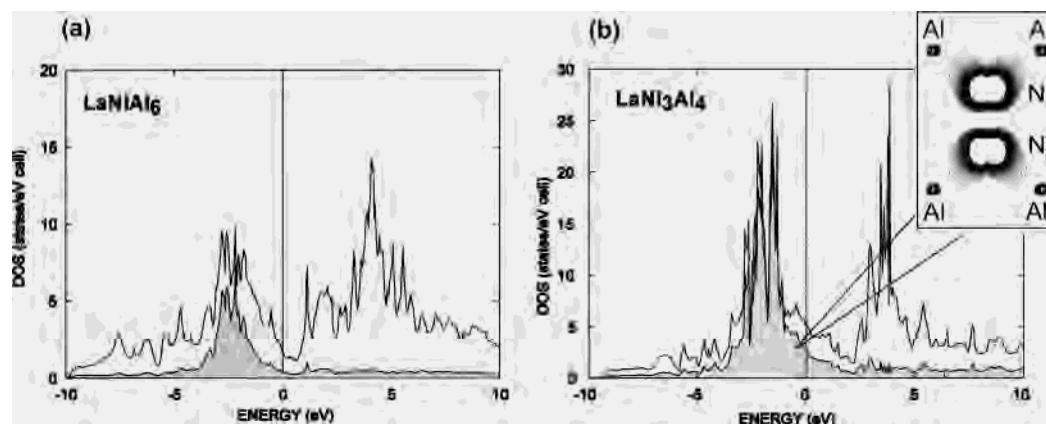 (a)
20
LaNiAl6
15
10
5
0
-10
-5
0
5
10
DOS (states/eV cell)
ENERGY (eV)
(b)
30
LaNi3Al4
25
20
15
10
5
0
-10
-5
0
5
10
DOS (states/eV cell)
ENERGY (eV)
Al
A
N
N
Al
Al